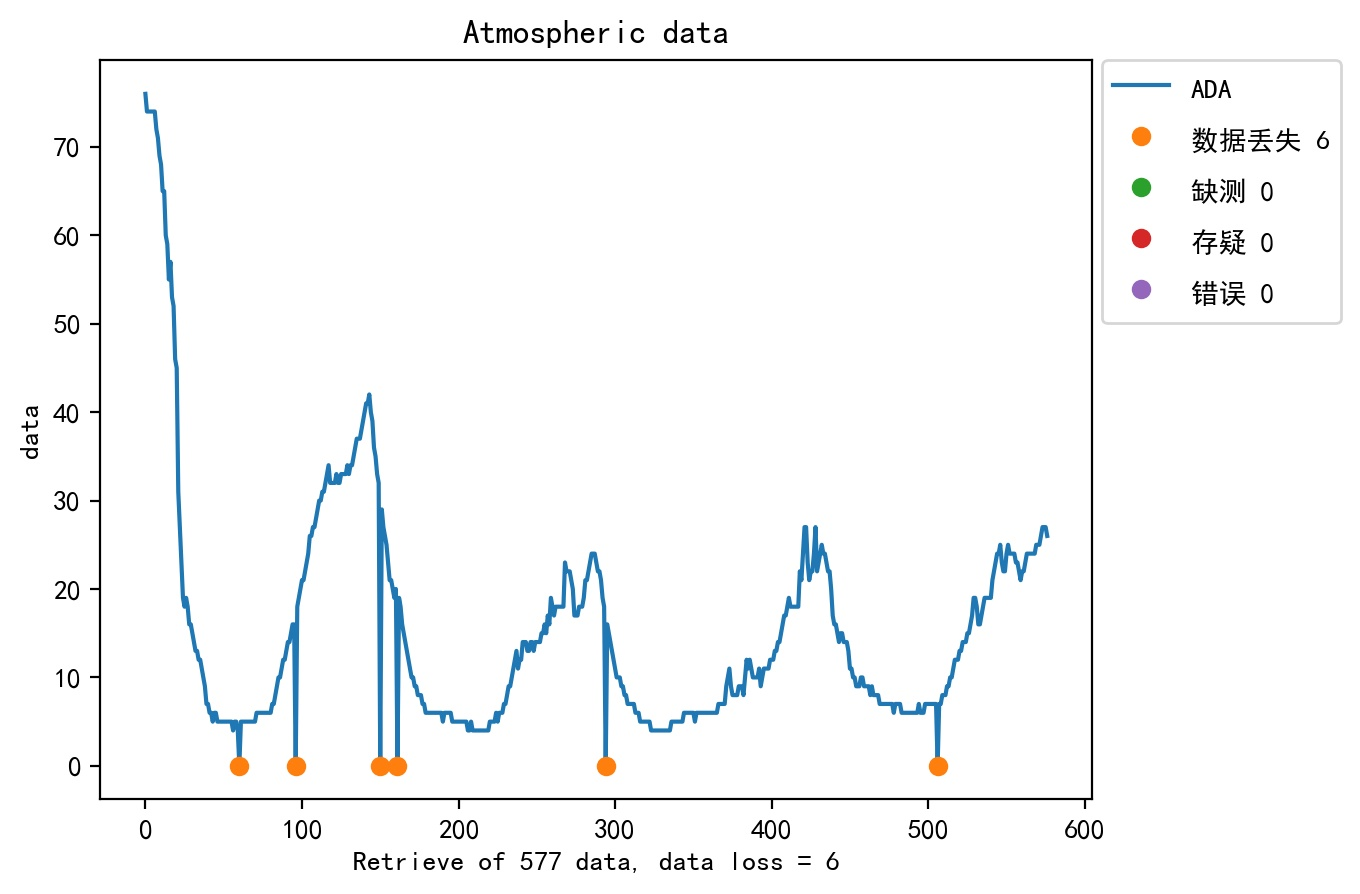 Atmospheric data
ADA
数据丢失 6
缺测 0
存疑 0
错误 0
data
70
60
50
40
30
20
10
0
0 100 200 300 400 500 600
Retrieve of 577 data, data loss = 6